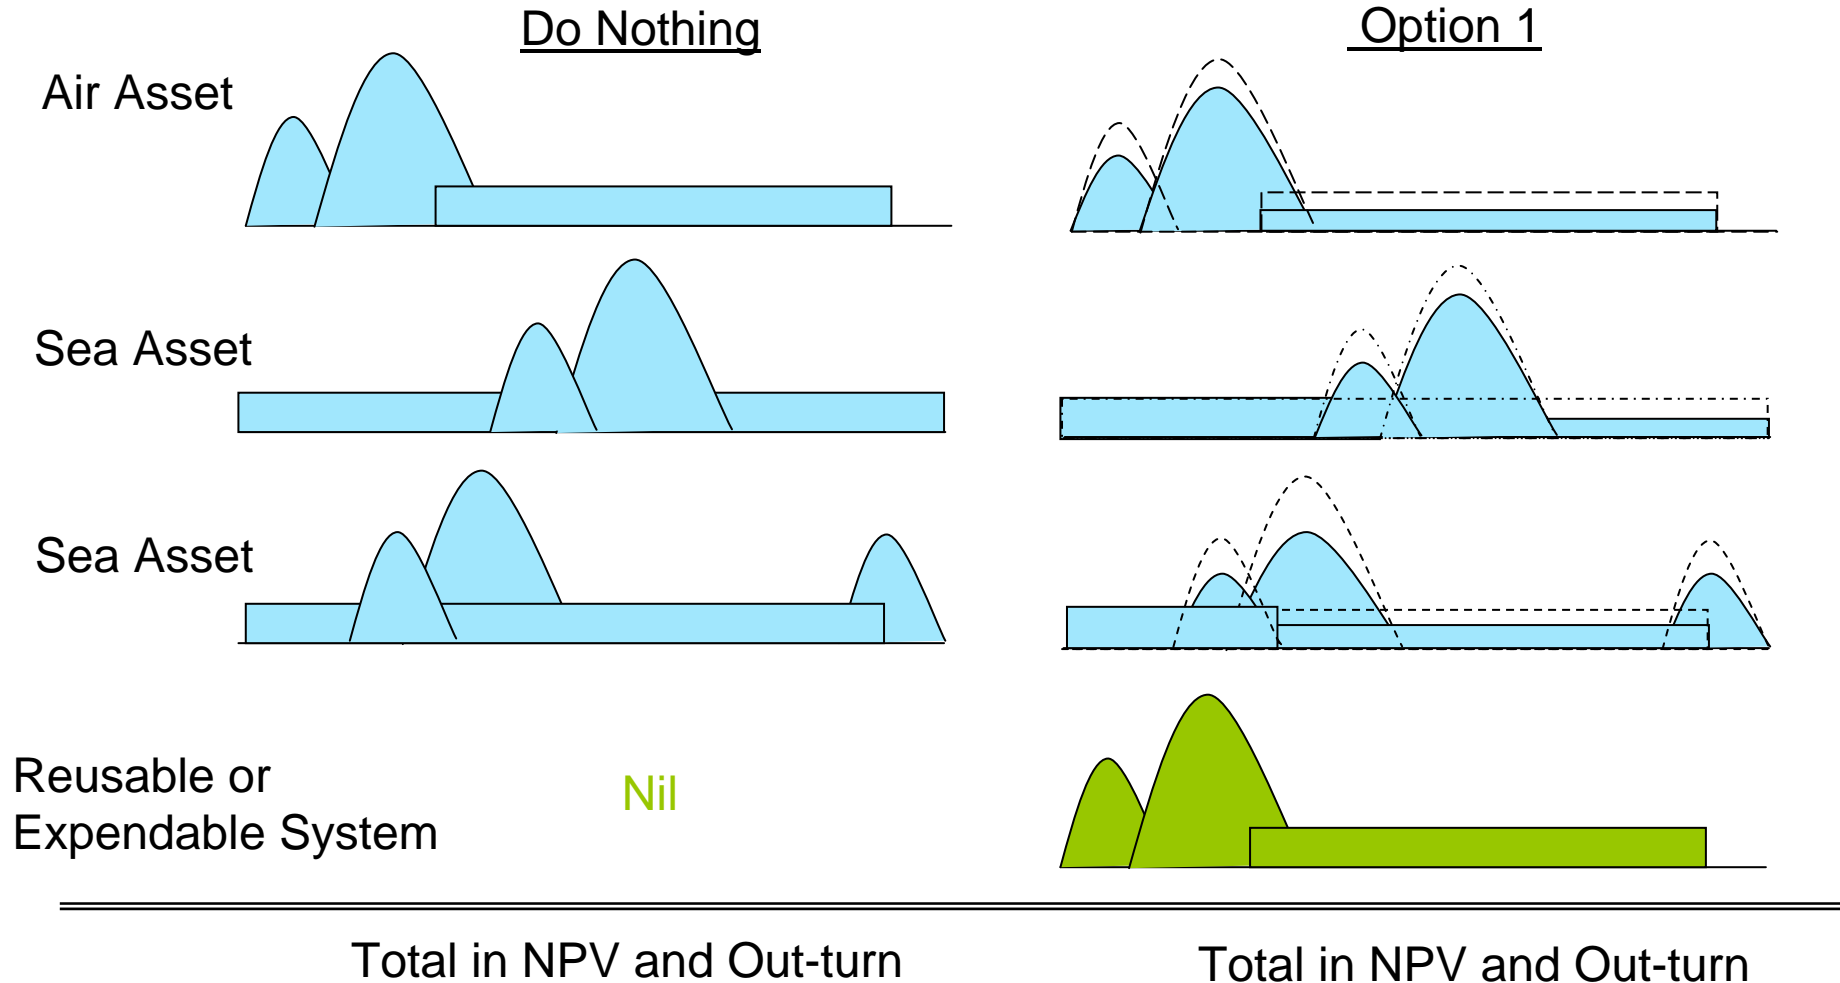 Do Nothing
Option 1
Air Asset
Sea Asset
Sea Asset
Reusable or
Expendable System
Nil
Total in NPV and Out-turn
Total in NPV and Out-turn